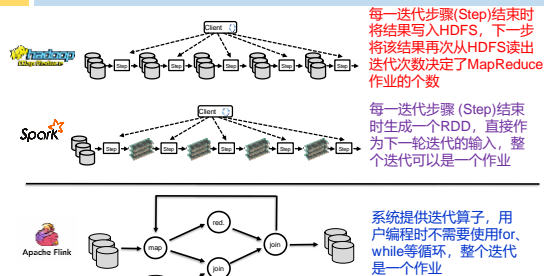 Client
每一迭代步骤(Step)结束时
将结果写入HDFS，下一步
将该结果再次从HDFS读出
迭代次数决定了MapReduce
作业的个数
hadoop
MapReduce
Step Step Step Step Step
Client
每一迭代步骤 (Step)结束
时生成一个RDD，直接作
为下一轮迭代的输入，整
个迭代可以是一个作业
Spark
Step Step Step Step Step
系统提供迭代算子，用
户编程时不需要使用for、
while等循环，整个迭代
是一个作业
Apache Flink
map
red.
join
join